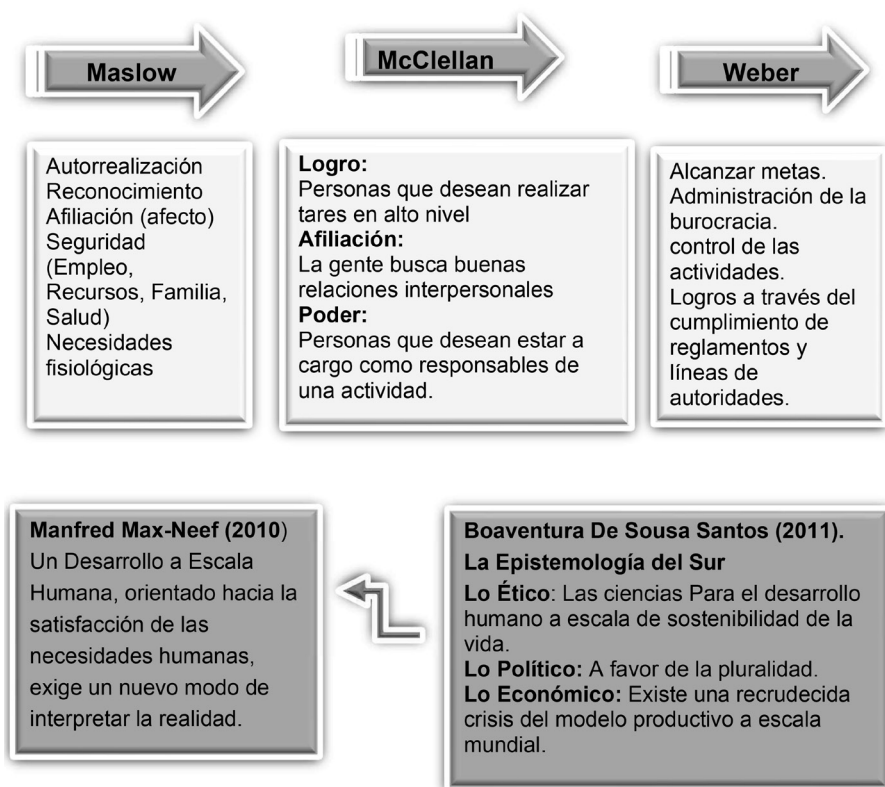 Maslow
McClellan
Weber
Autorrealización
Reconocimiento
Afiliación (afecto)
Seguridad
(Empleo,
Recursos, Familia,
Salud)
Necesidades
fisiológicas
Logro:
Personas que desean realizar
tares en alto nivel
Afiliación:
La gente busca buenas
relaciones interpersonales
Poder:
Personas que desean estar a
cargo como responsables de
una actividad.
Alcanzar metas.
Administración de la
burocracia.
control de las
actividades.
Logros a través del
cumplimiento de
reglamentos y
líneas de
autoridades.
Manfred Max-Neef (2010)
Un Desarrollo a Escala
Humana, orientado hacia la
satisfacción de las
necesidades humanas,
exige un nuevo modo de
interpretar la realidad.
Boaventura De Sousa Santos (2011).
La Epistemología del Sur
Lo Ético: Las ciencias Para el desarrollo
humano a escala de sostenibilidad de la
vida.
Lo Político: A favor de la pluralidad.
Lo Económico: Existe una recrudecida
crisis del modelo productivo a escala
mundial.